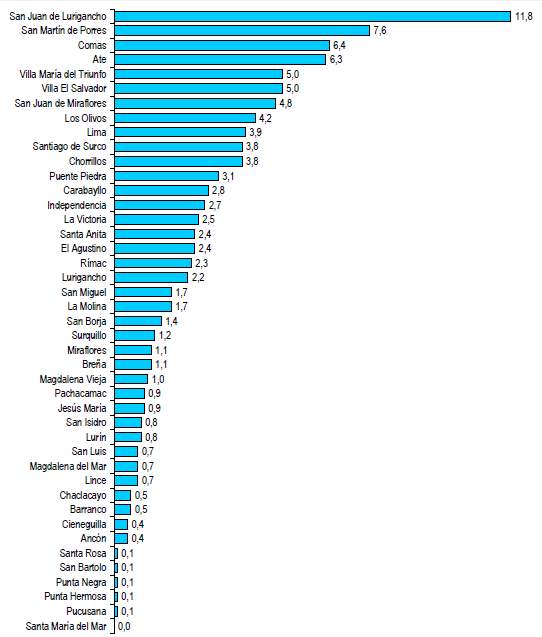 San Juan de Lurigancho 11,8
San Martín de Porres 7,6
Comas 6,4
Ate 6,3
Villa María del Triunfo 5,0
Villa El Salvador 5,0
San Juan de Miraflores 4,8
Los Olivos 4,2
Lima 3,9
Santiago de Surco 3,8
Chorrillos 3,8
Puente Piedra 3,1
Carabayllo 2,8
Independencia 2,7
La Victoria 2,5
Santa Anita 2,4
El Agustino 2,4
Rímac 2,3
Lurigancho 2,2
San Miguel 1,7
La Molina 1,7
San Borja 1,4
Surquillo 1,2
Miraflores 1,1
Breña 1,1
Magdalena Vieja 1,0
Pachacamac 0,9
Jesús María 0,9
San Isidro 0,8
Lurín 0,8
San Luis 0,7
Magdalena del Mar 0,7
Lince 0,7
Chaclacayo 0,5
Barranco 0,5
Cieneguilla 0,4
Ancón 0,4
Santa Rosa 0,1
San Bartolo 0,1
Punta Negra 0,1
Punta Hermosa 0,1
Pucusana 0,1
Santa María del Mar 0,0